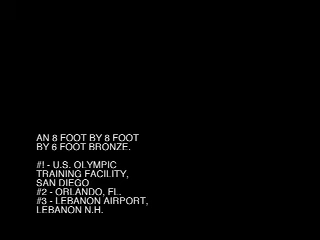 AN 8 FOOT BY 8 FOOT
BY 6 FOOT BRONZE.
#! - U.S. OLYMPIC
TRAINING FACILITY,
SAN DIEGO
#2 - ORLANDO, FL.
#3 - LEBANON AIRPORT,
LEBANON N.H.